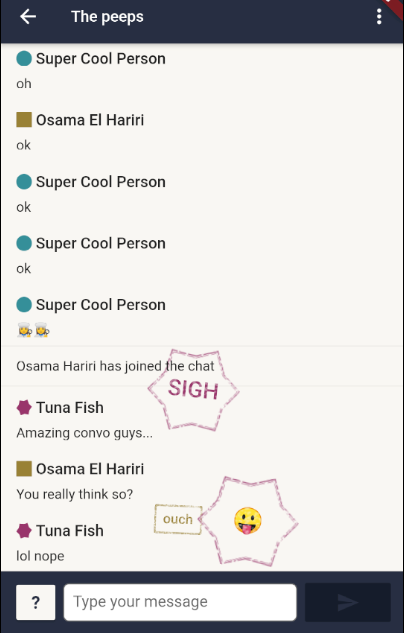 The peeps
Super Cool Person
oh
Osama El Hariri
ok
Super Cool Person
ok
Super Cool Person
ok
Super Cool Person
Osama Hariri has joined the chat
SIGH
Tuna Fish
Amazing convo guys...
Osama El Hariri
You really think so?
ouch
Tuna Fish
lol nope
?
Type your message